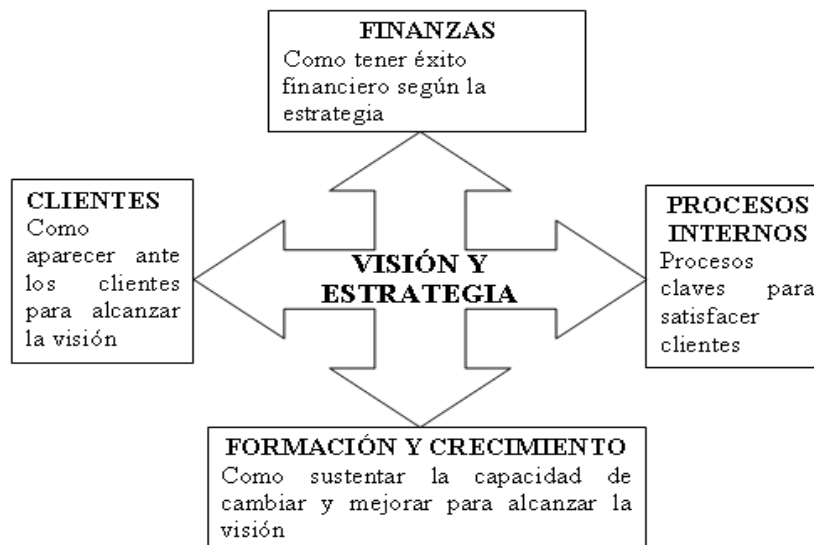 FINANZAS
Como tener éxito
financiero según la
estrategia
CLIENTES
Como
aparecer ante
los clientes
para alcanzar
la visión
VISIÓN Y
ESTRATEGIA
PROCESOS
INTERNOS
Procesos
claves para
satisfacer
clientes
FORMACIÓN Y CRECIMIENTO
Como sustentar la capacidad de
cambiar y mejorar para alcanzar la
visión